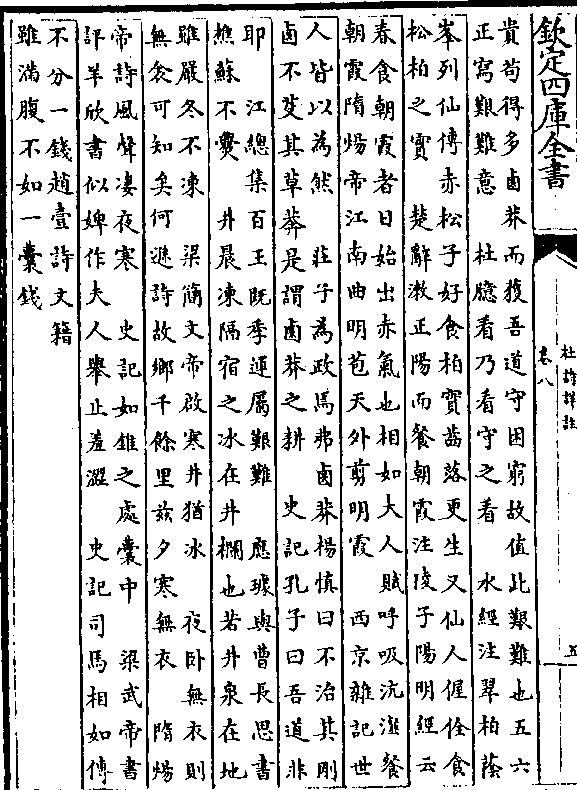 欽定四庫全書
杜詩詳註
卷八
五
貴苟得多鹵莽而獲吾道守困窮故值此艱難也五六
正寫艱難意　杜臆看乃看守之看　水經注翠柏蔭
峯列仙傳赤松子好食柏實齒落更生又仙人偓佺食
松柏之實　楚辭漱正陽而餐朝霞注陵子陽明經云
春食朝霞者日始出赤氣也相如大人賦呼吸沆瀣餐
朝霞隋煬帝江南曲明苞天外剪明霞　西京雜記世
人皆以為然　莊子為政焉弗鹵莽楊慎曰不治其剛
鹵不芟其草莽是謂鹵莽之耕　史記孔子曰吾道非
耶　江總集百王既季運屬艱難　應璩與曹長思書
樵蘇不爨　井晨凍隔宿之冰在井欄也若井泉在地
雖嚴冬不凍　梁簡文帝啟寒井猶冰　夜卧無衣則
無衾可知矣何遜詩故鄉千餘里兹夕寒無衣　隋煬
帝詩風聲凄夜寒　史記如錐之處囊中　梁武帝書
評羊欣書似婢作夫人舉止羞澀　史記司馬相如傳
不分一錢趙壹詩文籍
雖滿腹不如一囊錢